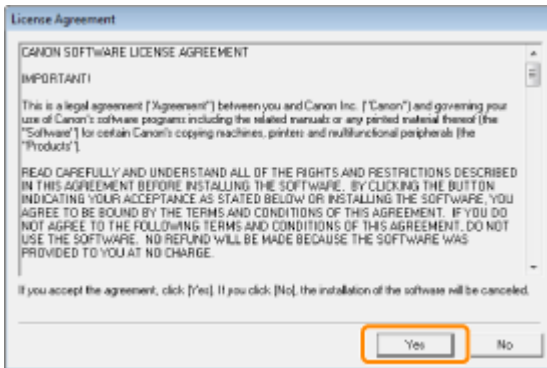 License Agreement
CANON SOFTWARE LICENSE AGREEMENT
IMPORTANT!
This is a legal agreement ("Agreement") between you and Canon Inc. ("Canon") and governing your
use of Canon's software programs including the related manuals or any printed material thereof (the
"Software") for certain Canon's copying machines, printers and multifunctional peripherals (the
"Products").
READ CAREFULLY AND UNDERSTAND ALL OF THE RIGHTS AND RESTRICTIONS DESCRIBED
IN THIS AGREEMENT BEFORE INSTALLING THE SOFTWARE. BY CLICKING THE BUTTON
INDICATING YOUR ACCEPTANCE AS STATED BELOW OR INSTALLING THE SOFTWARE, YOU
AGREE TO BE BOUND BY THE TERMS AND CONDITIONS OF THIS AGREEMENT. IF YOU DO
NOT AGREE TO THE FOLLOWING TERMS AND CONDITIONS OF THIS AGREEMENT, DO NOT
USE THE SOFTWARE. NO REFUND WILL BE MADE BECAUSE THE SOFTWARE WAS
PROVIDED TO YOU AT NO CHARGE.
If you accept the agreement, click [Yes]. If you click [No], the installation of the software will be canceled.
Yes
No